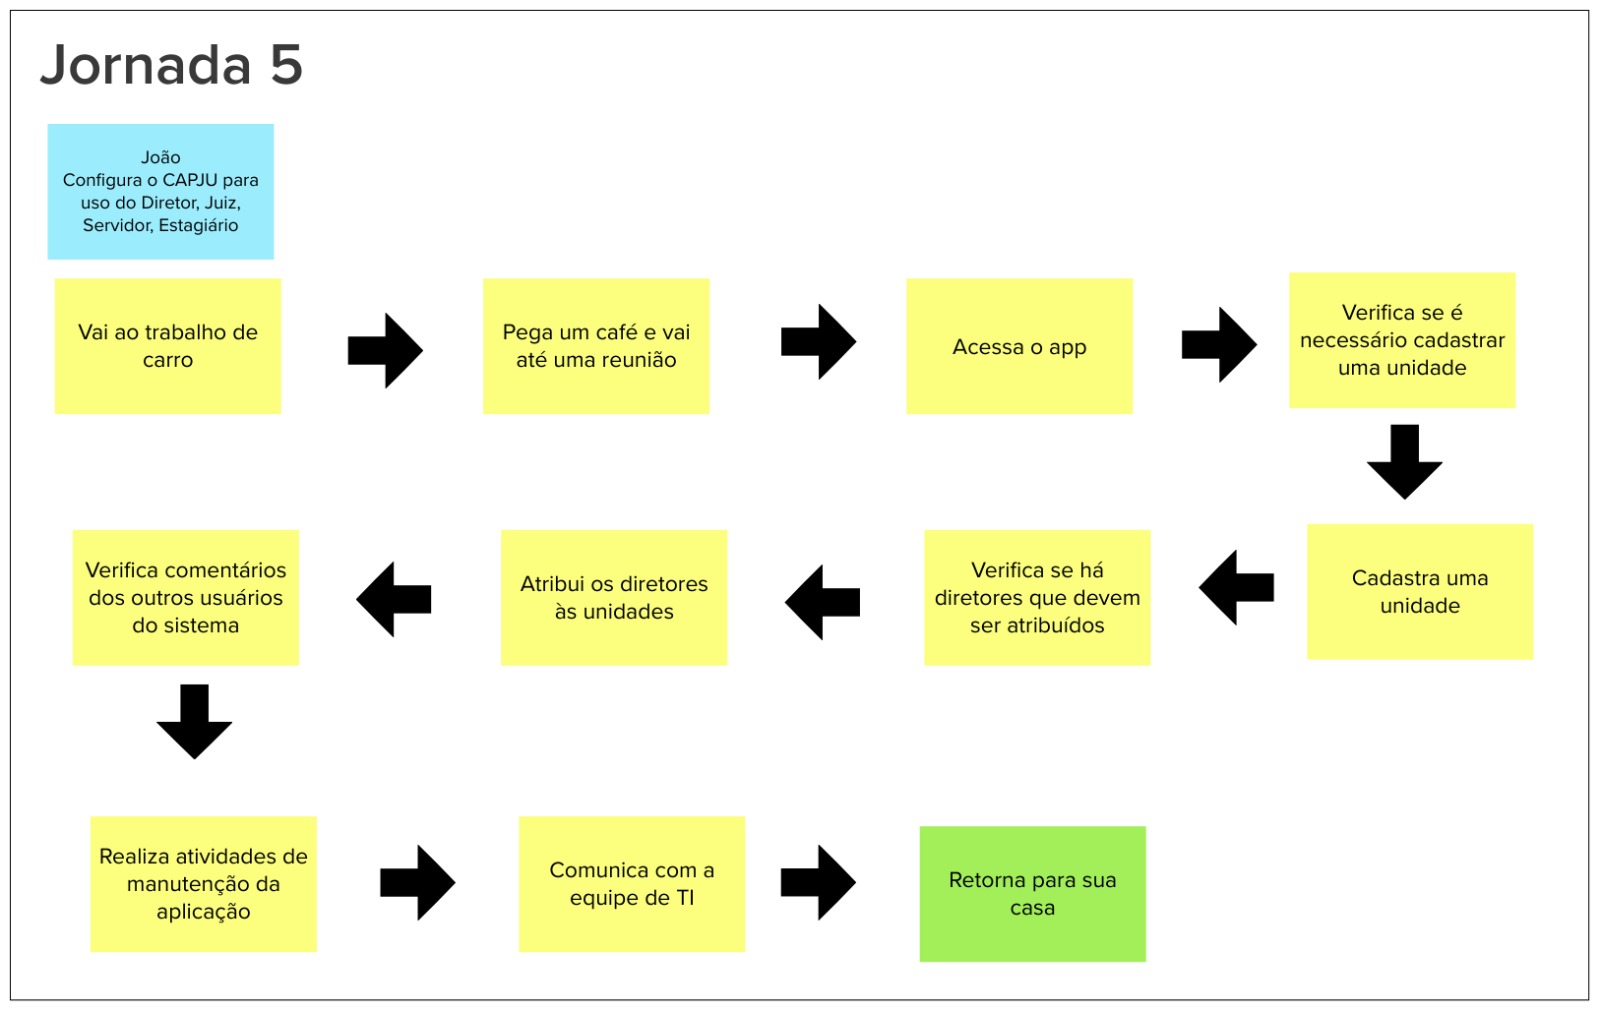 Jornada 5
João
Configura o CAPJU para
uso do Diretor, Juiz,
Servidor, Estagiário
Vai ao trabalho de
carro
Pega um café e vai
até uma reunião
Acessa o app
Verifica se é
necessário cadastrar
uma unidade
Cadastra uma
unidade
Verifica se há
diretores que devem
ser atribuídos
Atribui os diretores
às unidades
Verifica comentários
dos outros usuários
do sistema
Realiza atividades de
manutenção da
aplicação
Comunica com a
equipe de TI
Retorna para sua
casa